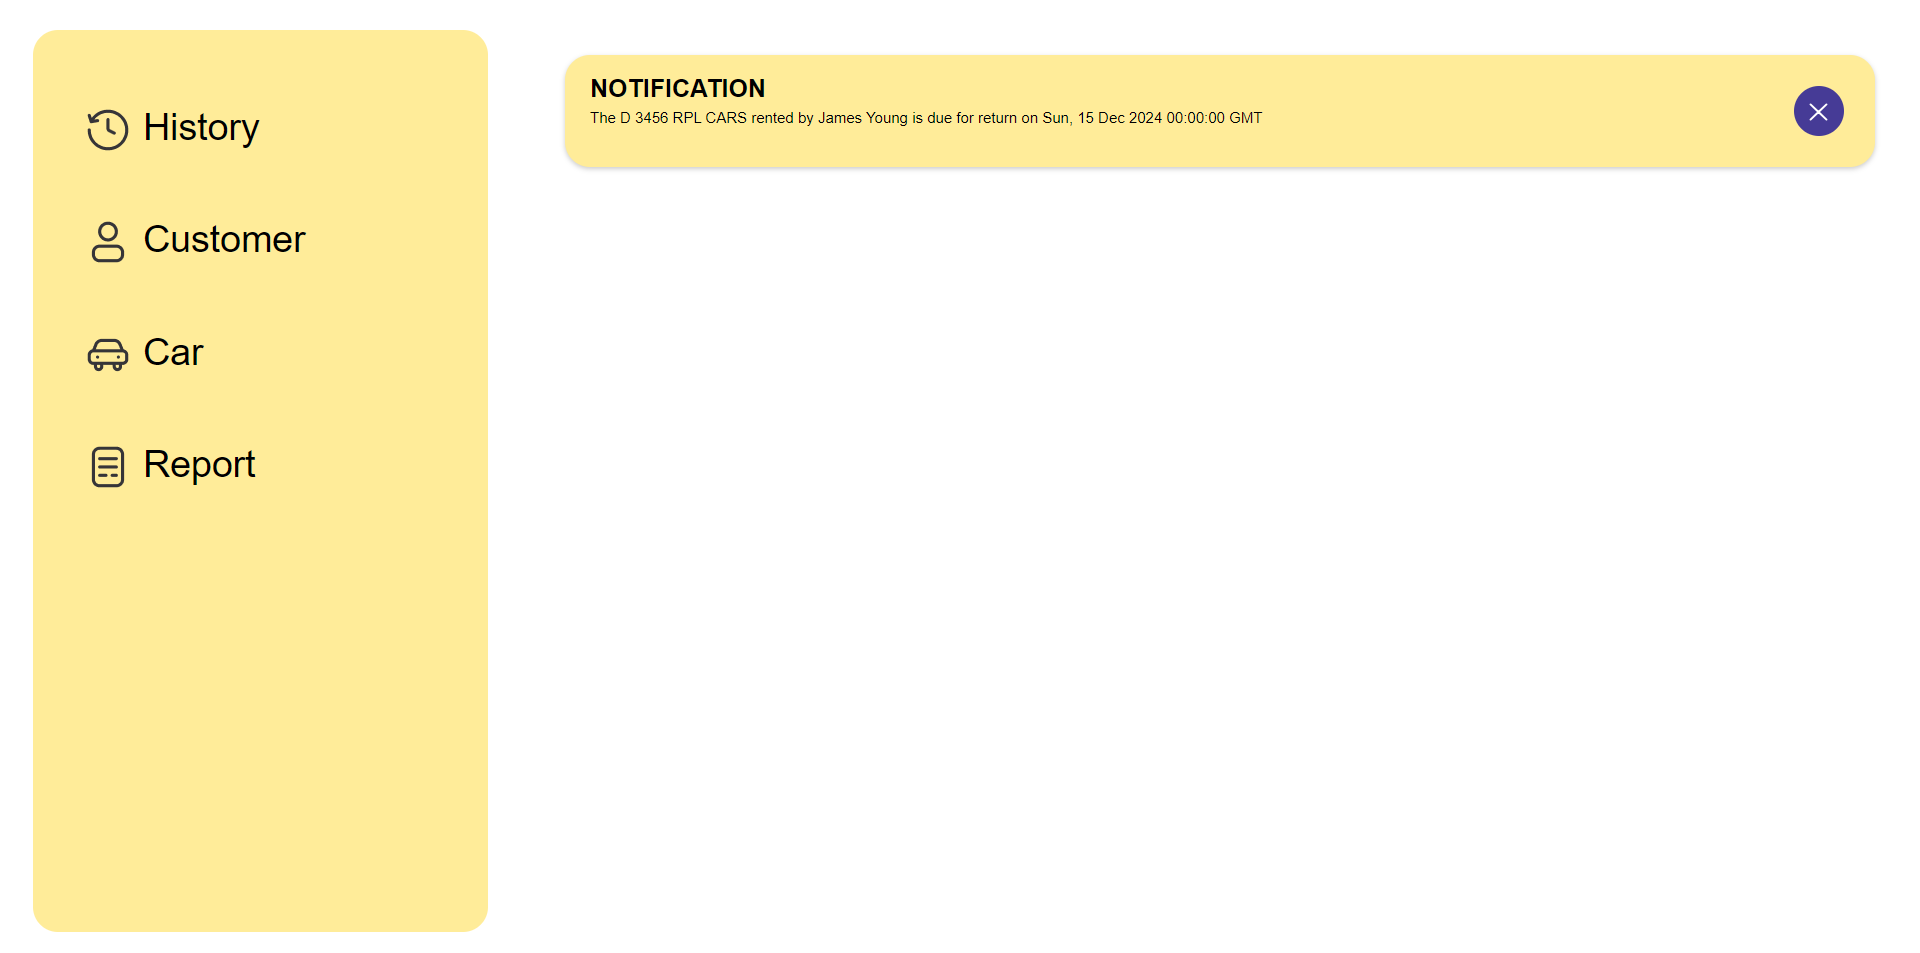 History
Customer
Car
Report
NOTIFICATION
The D 3456 RPL CARS rented by James Young is due for return on Sun, 15 Dec 2024 00:00:00 GMT